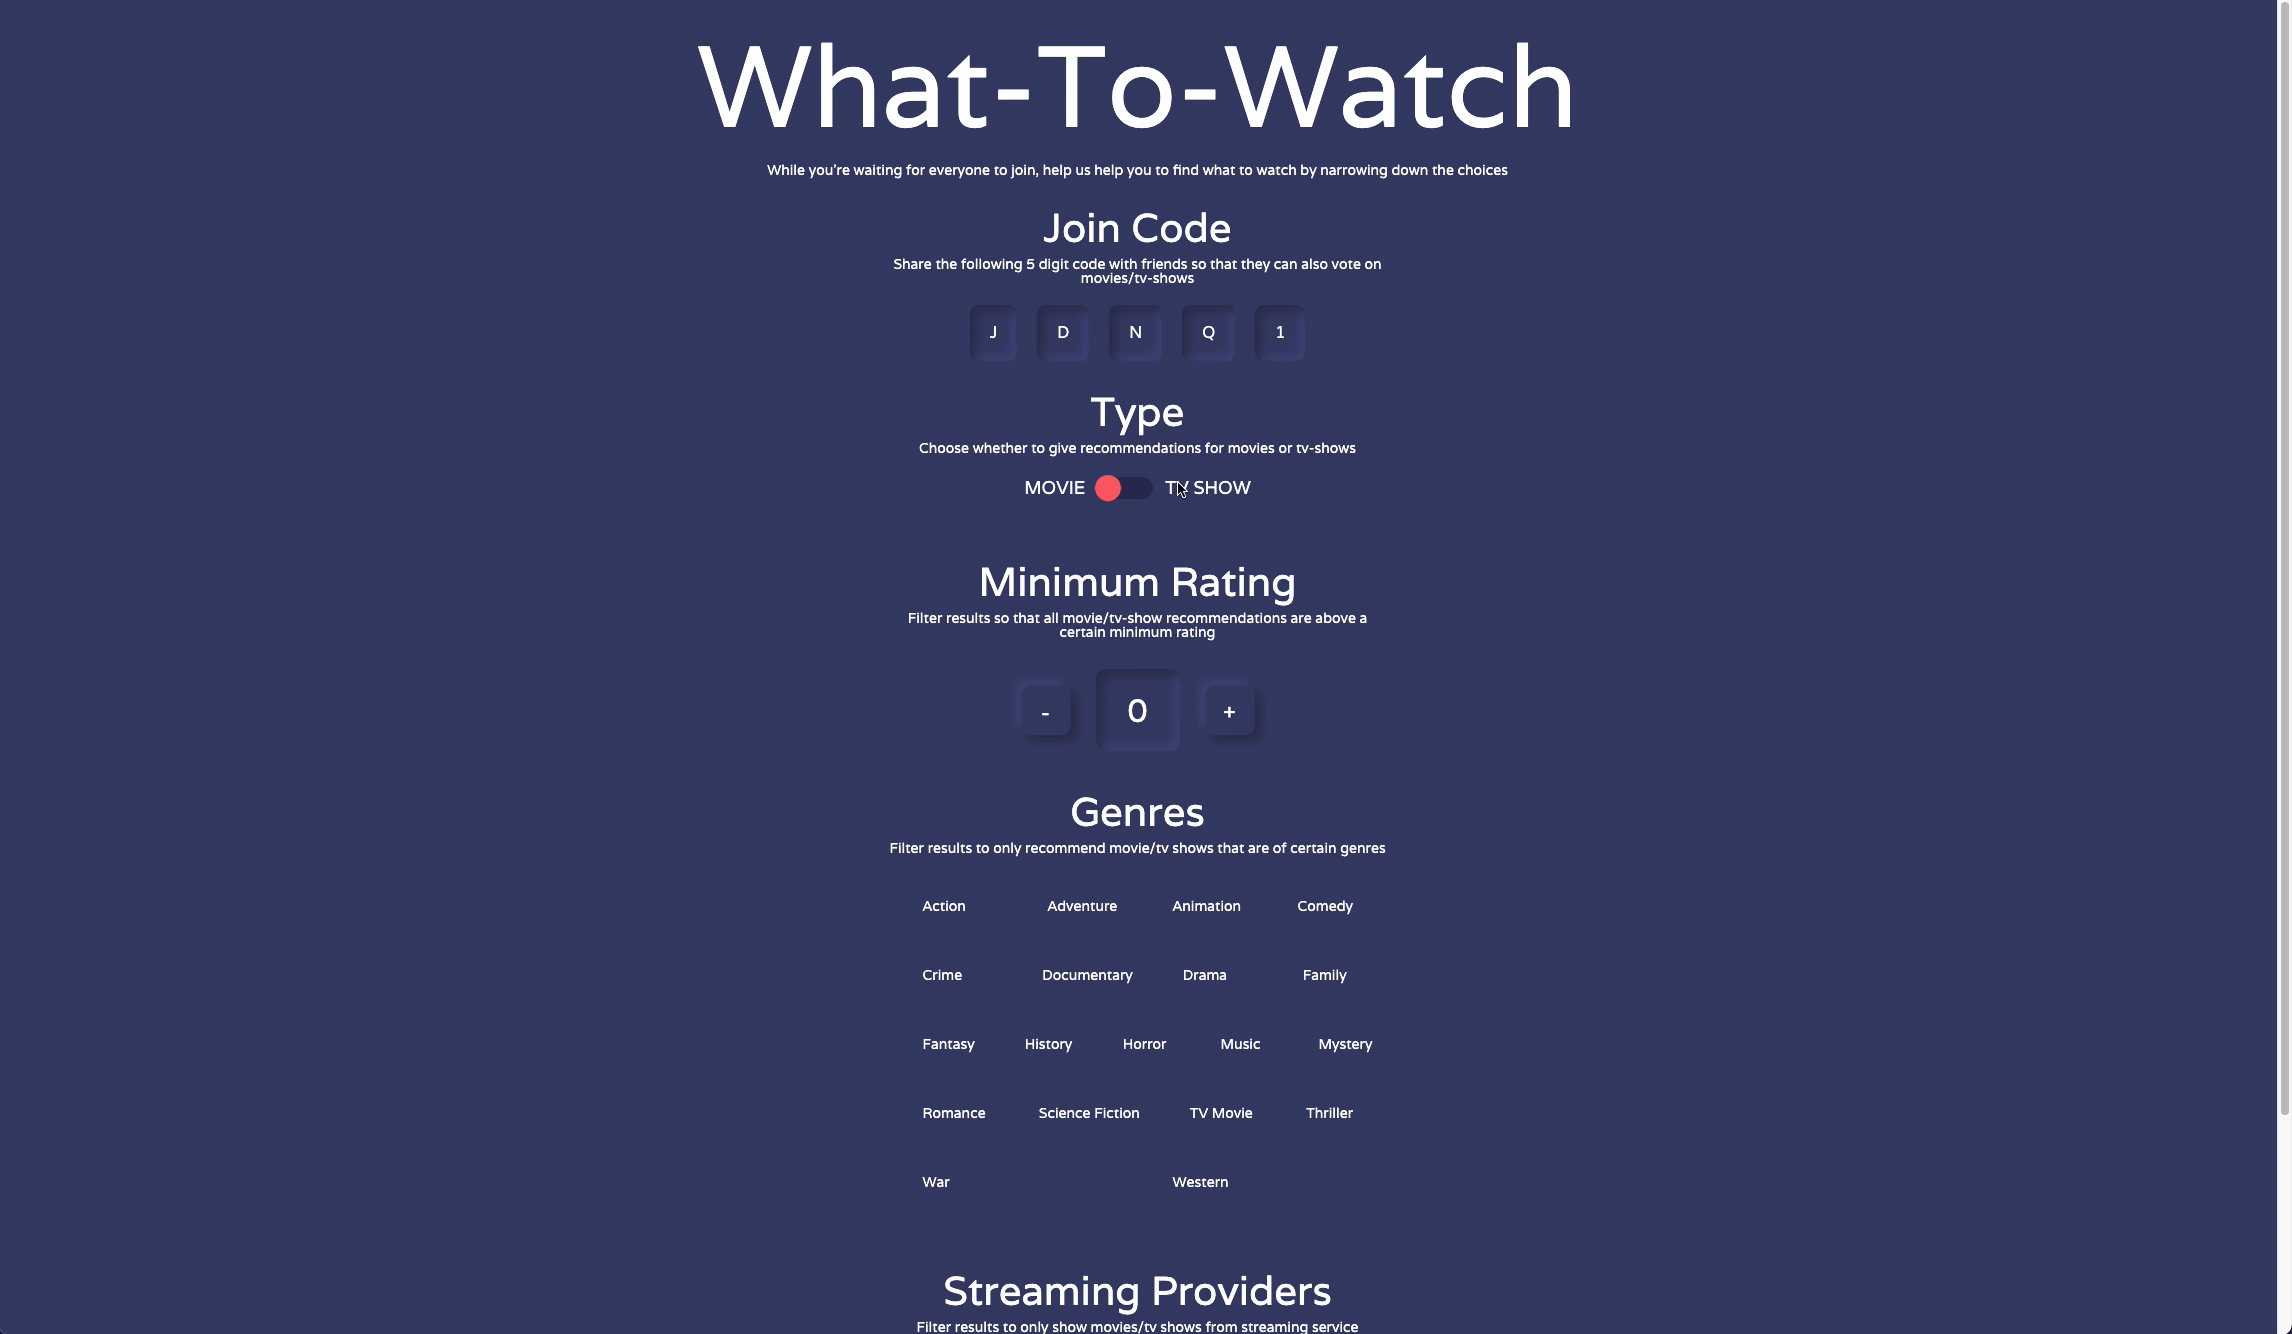 What-To-Watch
While you're waiting for everyone to join, help us help you to find what to watch by narrowing down the choices
Join Code
Share the following 5 digit code with friends so that they can also vote on
movies/tv-shows
J D N Q 1
Type
Choose whether to give recommendations for movies or tv-shows
MOVIE TV SHOW
Minimum Rating
Filter results so that all movie/tv-show recommendations are above a
certain minimum rating
- 0 +
Genres
Filter results to only recommend movie/tv shows that are of certain genres
Action Adventure Animation Comedy
Crime Documentary Drama Family
Fantasy History Horror Music Mystery
Romance Science Fiction TV Movie Thriller
War Western
Streaming Providers
Filter results to only show movies/tv shows from streaming service